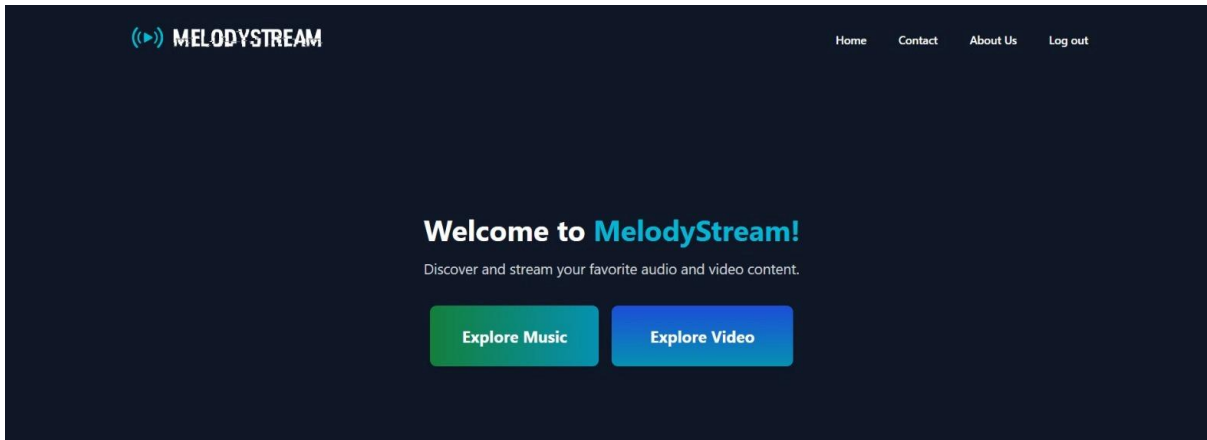 MELODYSTREAM
Home Contact About Us Log out
Welcome to MelodyStream!
Discover and stream your favorite audio and video content.
Explore Music Explore Video